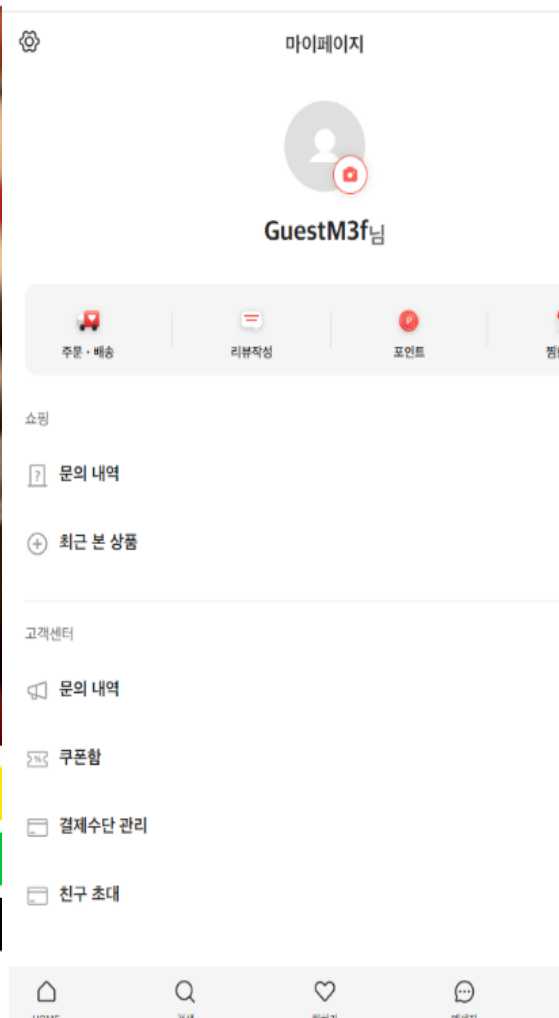 마이페이지
GuestM3f님
주문・배송
리뷰작성
포인트
쇼핑
문의 내역
최근 본 상품
고객센터
문의 내역
쿠폰함
결제수단 관리
친구 초대
HOME